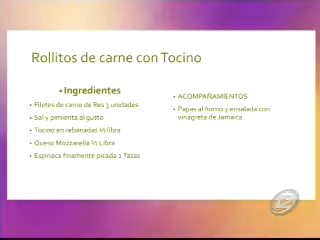 Rollitos de carne con Tocino
• Ingredientes
• Filetes de carne de Res 3 unidades
• Sal y pimienta al gusto
• Tocino en rebanadas ½ libra
• Queso Mozzarella ½ Libra
• Espinaca finamente picada 2 Tazas
• ACOMPAÑAMIENTOS
• Papas al horno y ensalada con
vinagreta de Jamaica.